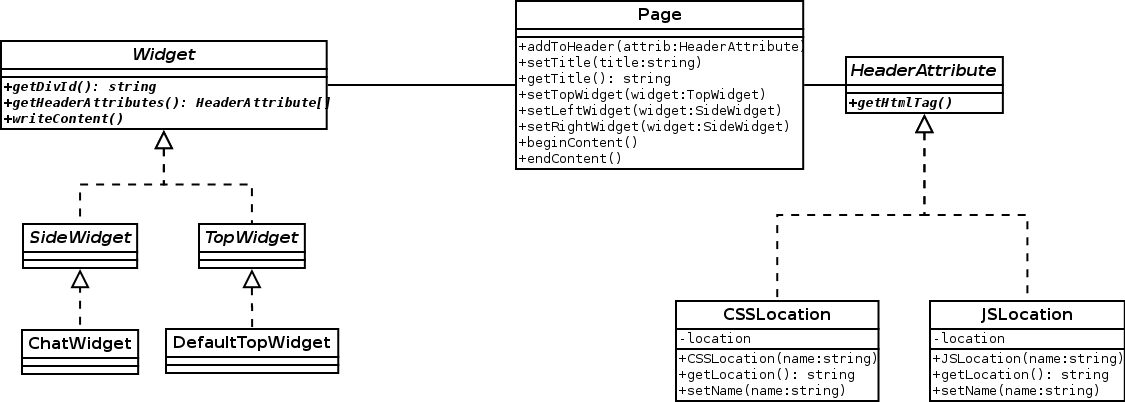 Widget
+getDivId(): string
+getHeaderAttributes(): HeaderAttribute[]
+writeContent()
Page
+addToHeader(attrib:HeaderAttribute)
+setTitle(title:string)
+getTitle(): string
+setTopWidget(widget:TopWidget)
+setLeftWidget(widget:SideWidget)
+setRightWidget(widget:SideWidget)
+beginContent()
+endContent()
HeaderAttribute
+getHtmlTag()
SideWidget
TopWidget
ChatWidget
DefaultTopWidget
CSSLocation
-location
+CSSLocation(name:string)
+getLocation(): string
+setName(name:string)
JSLocation
-location
+JSLocation(name:string)
+getLocation(): string
+setName(name:string)